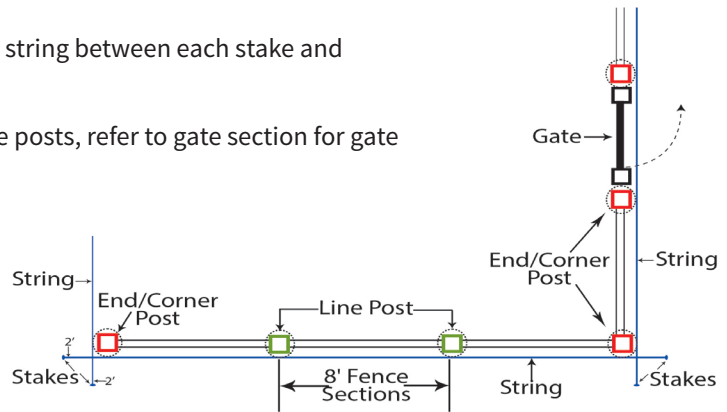 string between each stake and
e posts, refer to gate section for gate
Gate
End/Corner
Post
String
String
End/Corner
Post
Line Post
2'
Stakes
2'
8' Fence
Sections
String
Stakes